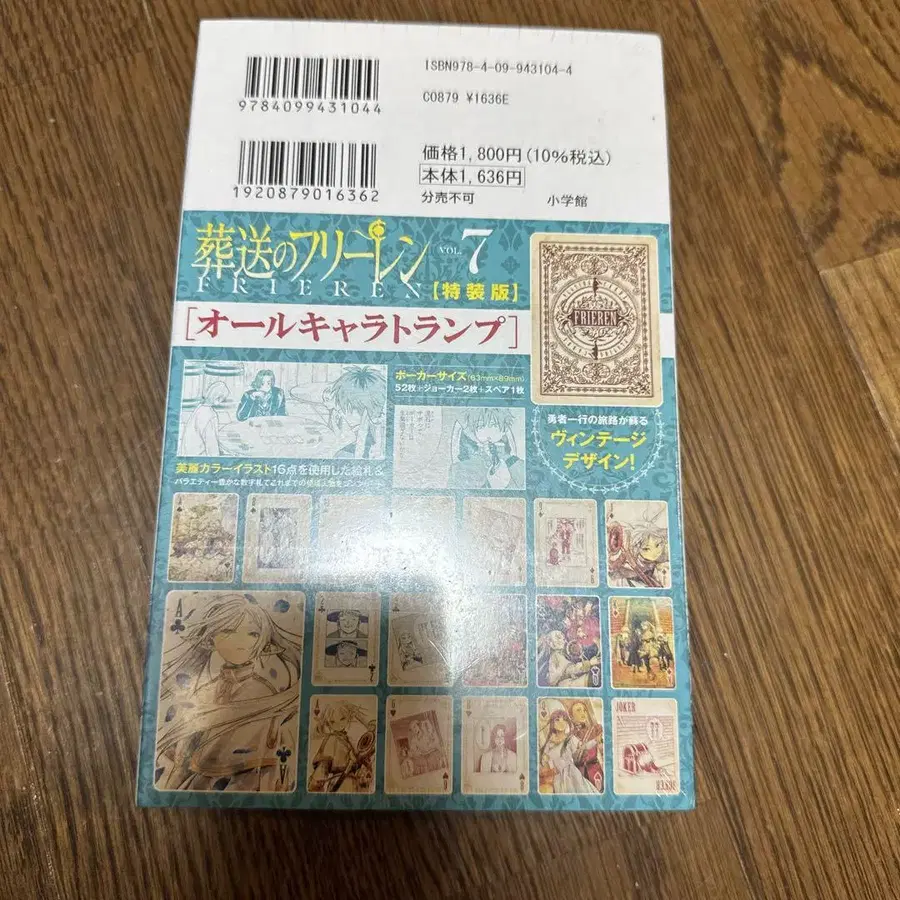 ISBN978-4-09-943104-4
9784099431044
C0879 ¥1636E
価格1,800円(10%税込)
本体1,636円
1920879016362
分売不可 小学館
葬送のフリーレン VOL.7
FRIEREN【特装版】
[オールキャラトランプ]
FRIEREN
ポーカーサイズ(63mm×89mm)
52枚+ジョーカー2枚+スペア1枚
勇者一行の旅路が蘇る
ヴィンテージ
デザイン!
美麗カラーイラスト16点を使用した絵札&
A
A
JOKER